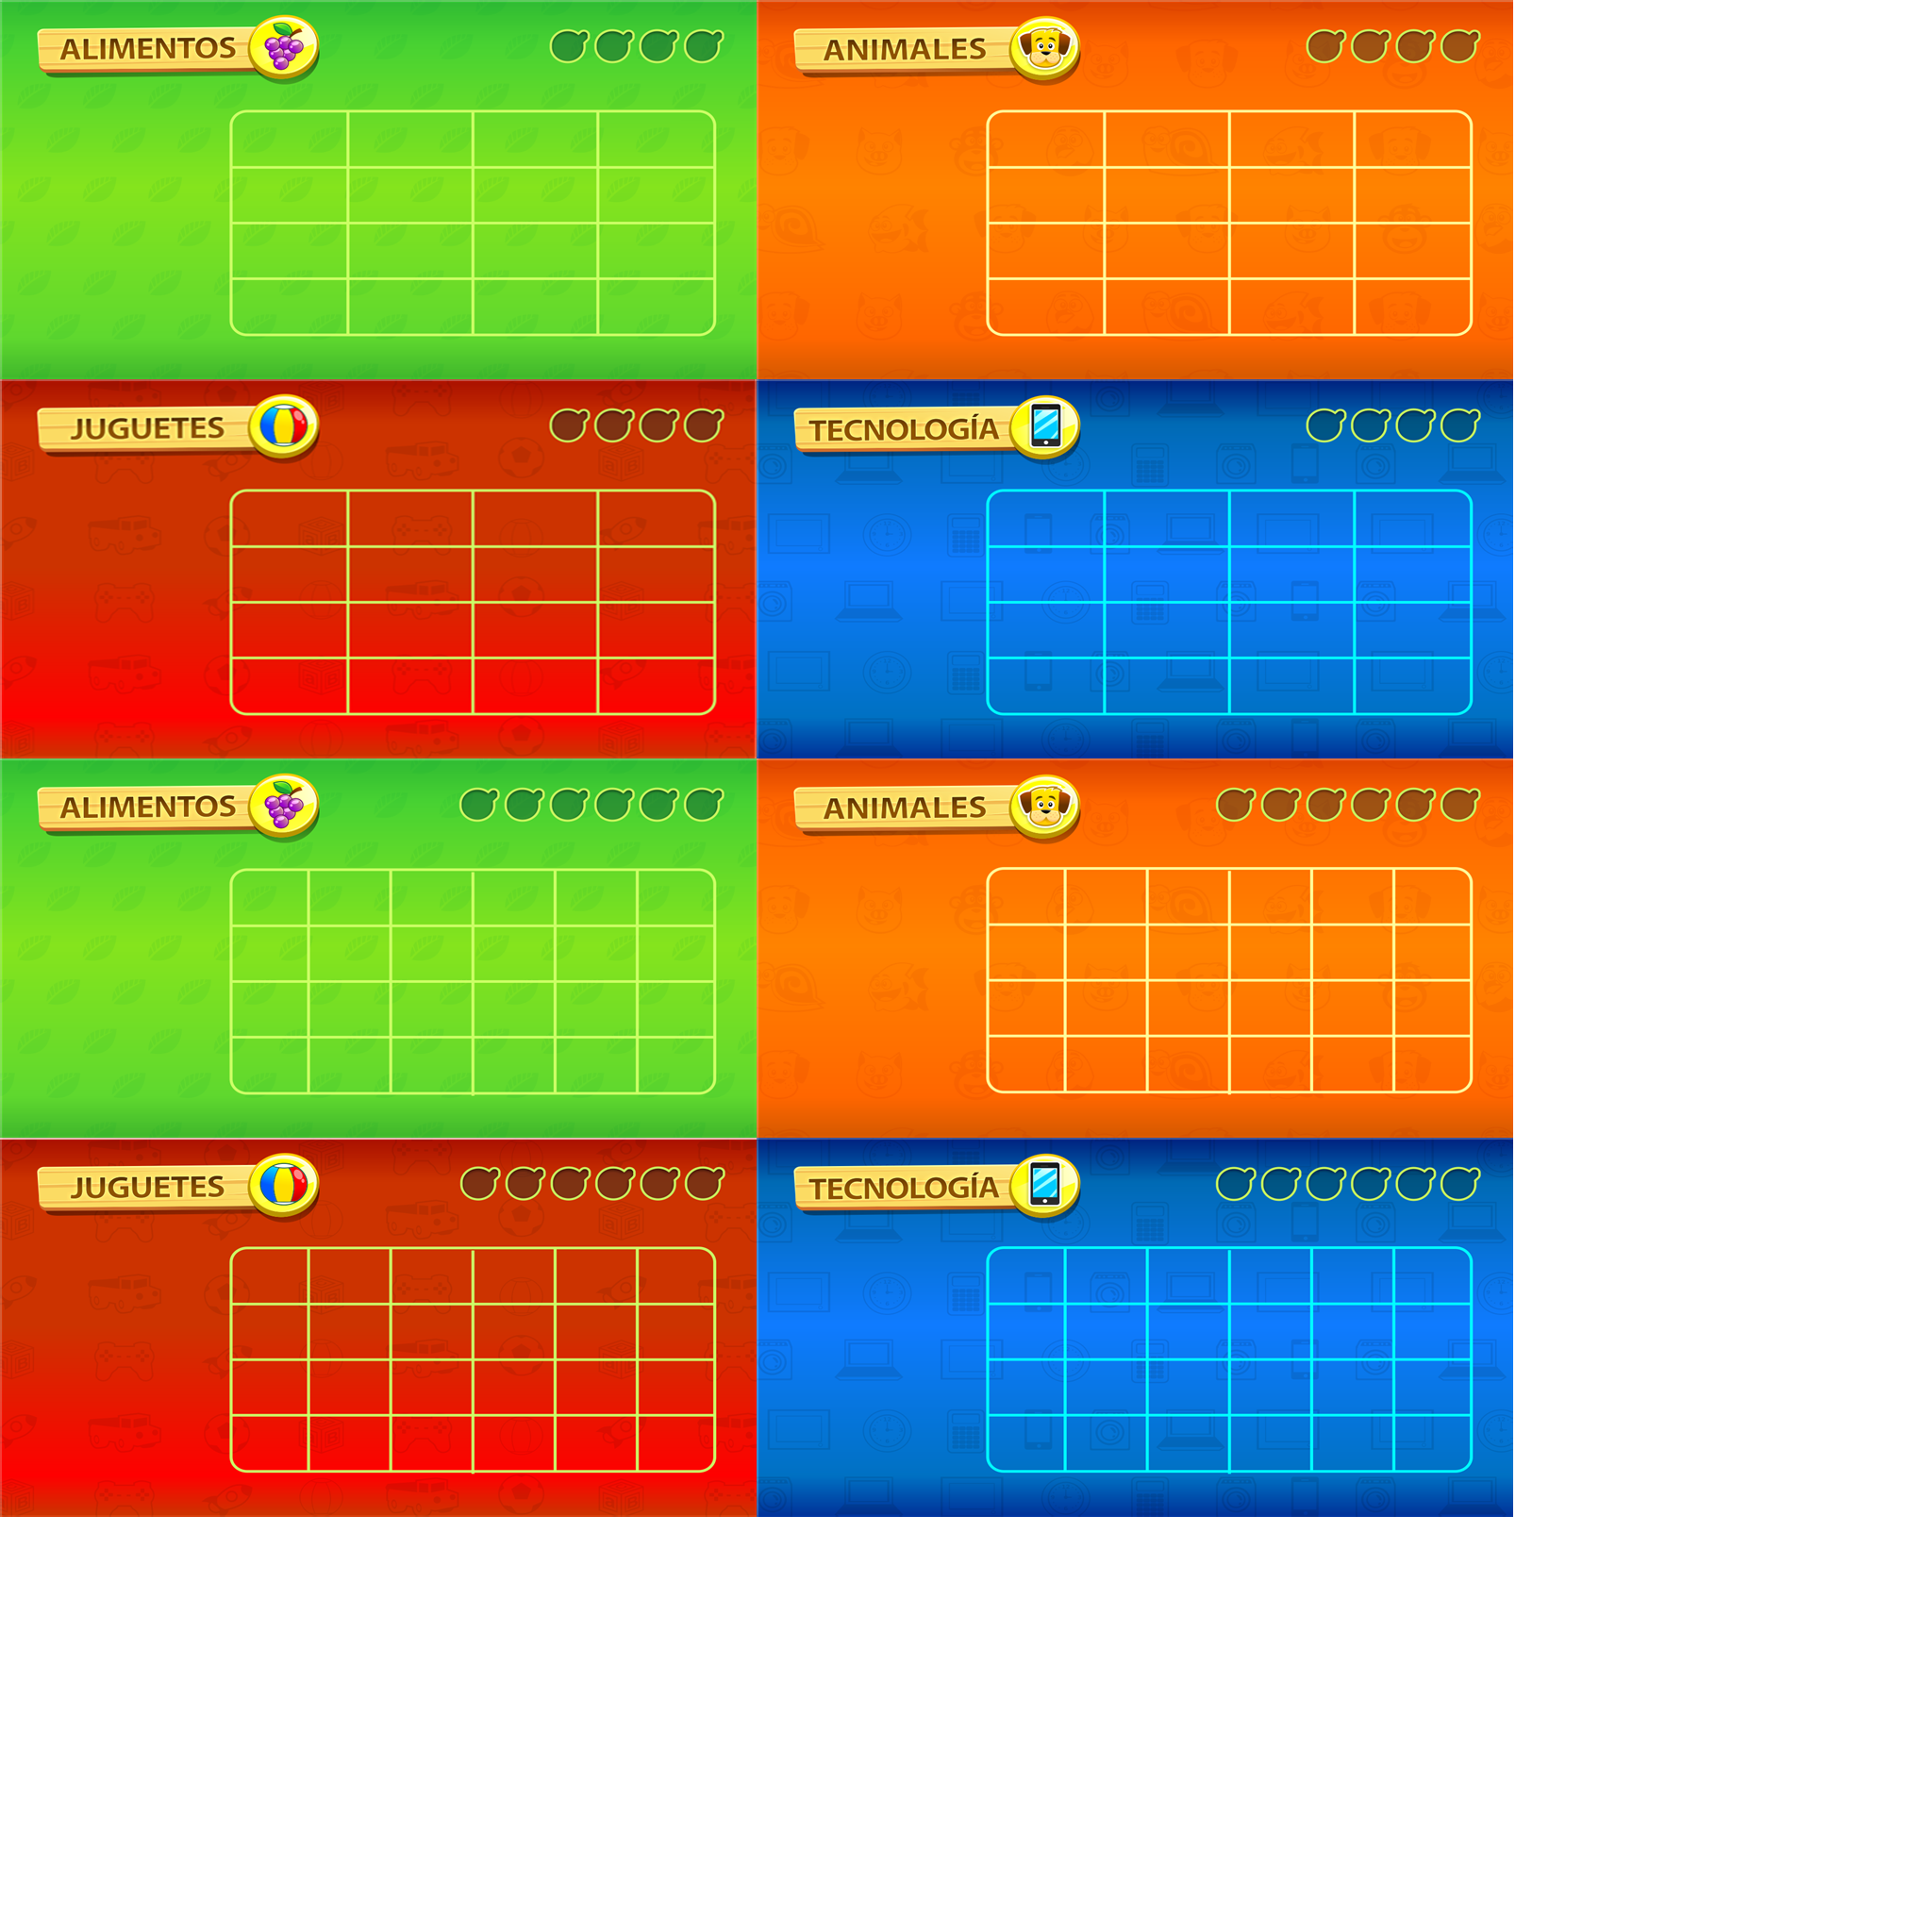 ALIMENTOS
ANIMALES
JUGUETES
TECNOLOGÍA
ALIMENTOS
ANIMALES
JUGUETES
TECNOLOGÍA